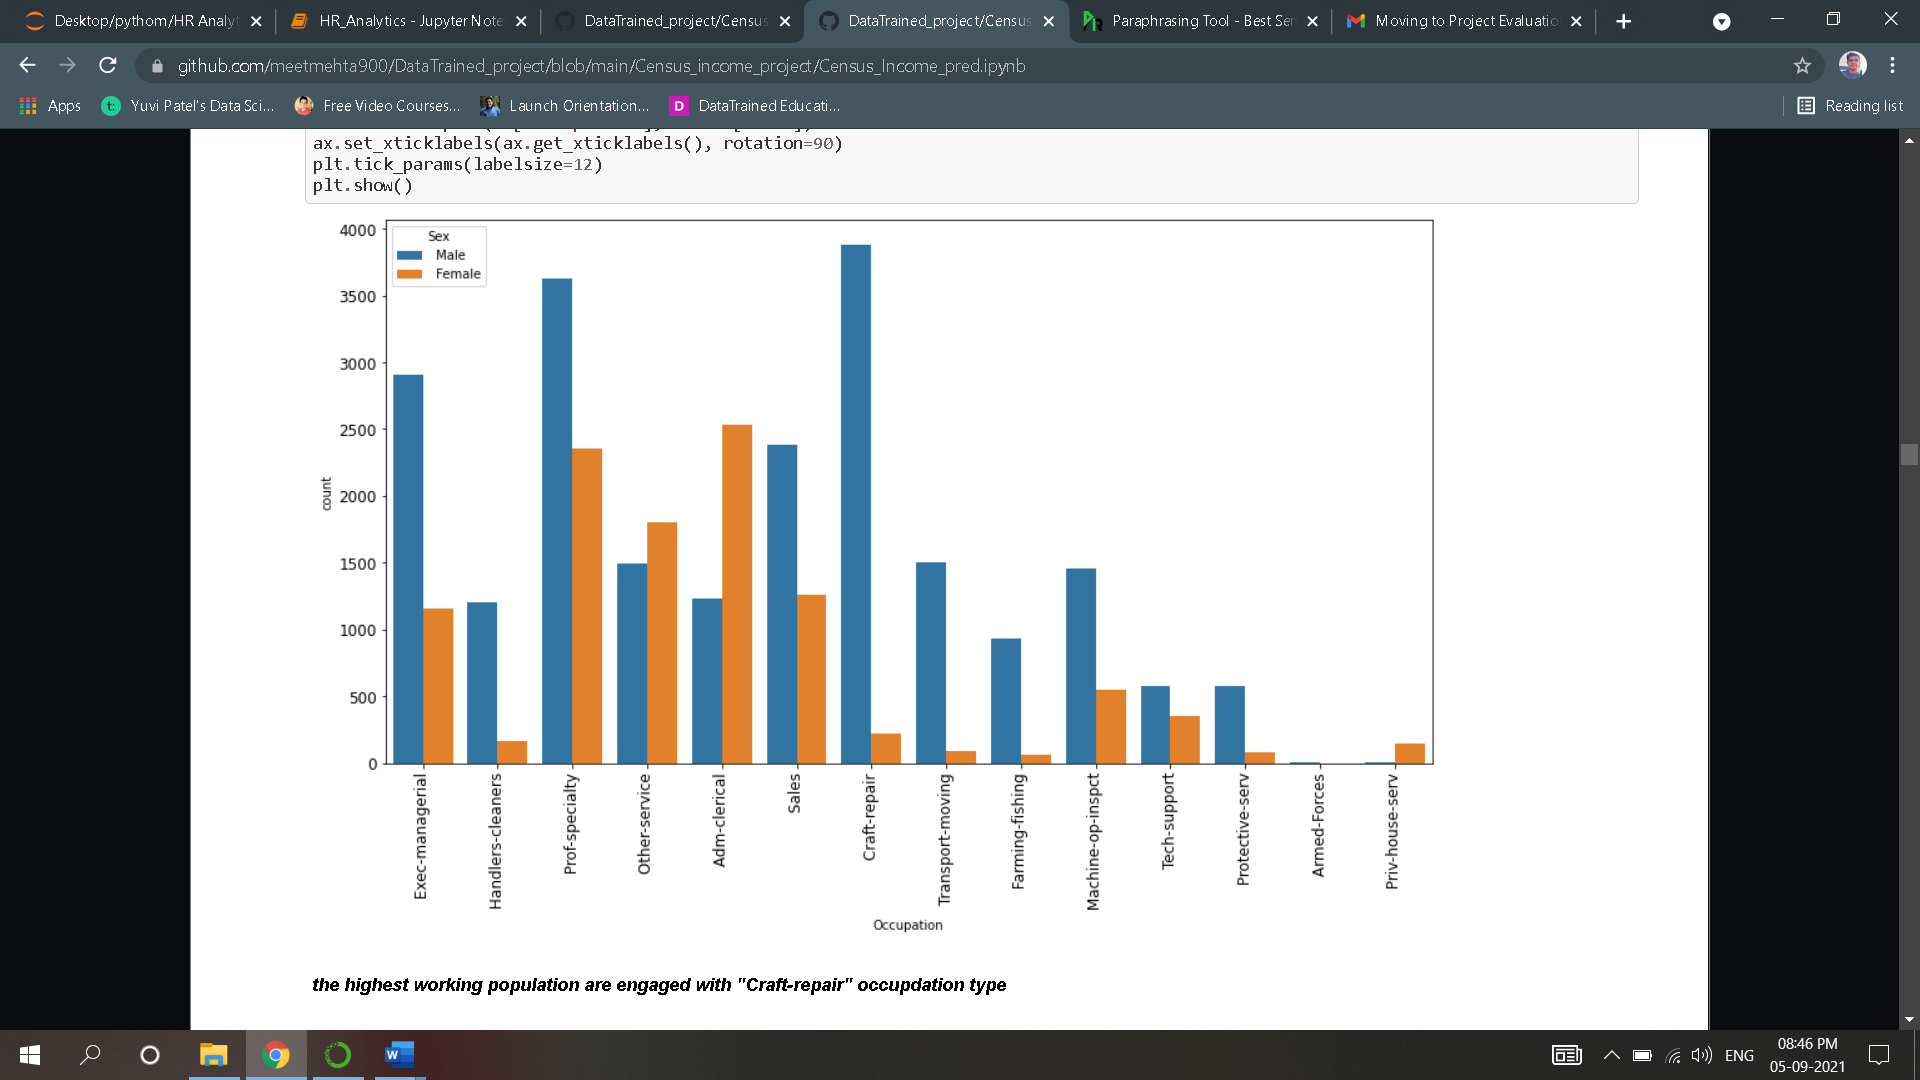 Desktop/pythom/HR Analyt
HR_Analytics - Jupyter Note
DataTrained_project/Census
DataTrained_project/Census
Paraphrasing Tool - Best Sen
Moving to Project Evaluatio
github.com/meetmehta900/DataTrained_project/blob/main/Census_income_project/Census_Income_pred.ipynb
Apps
Yuvi Patel's Data Sci...
Free Video Courses...
Launch Orientation...
D
DataTrained Educati...
Reading list
ax.set_xticklabels(ax.get_xticklabels(), rotation=90)
plt.tick_params(labelsize=12)
plt.show()
Sex
Male
Female
4000
3500
3000
2500
2000
1500
1000
500
0
count
Exec-managerial
Handlers-cleaners
Prof-specialty
Other-service
Adm-clerical
Sales
Craft-repair
Transport-moving
Farming-fishing
Machine-op-inspct
Tech-support
Protective-serv
Armed-Forces
Priv-house-serv
Occupation
the highest working population are engaged with "Craft-repair" occupdation type
ENG
08:46 PM
05-09-2021